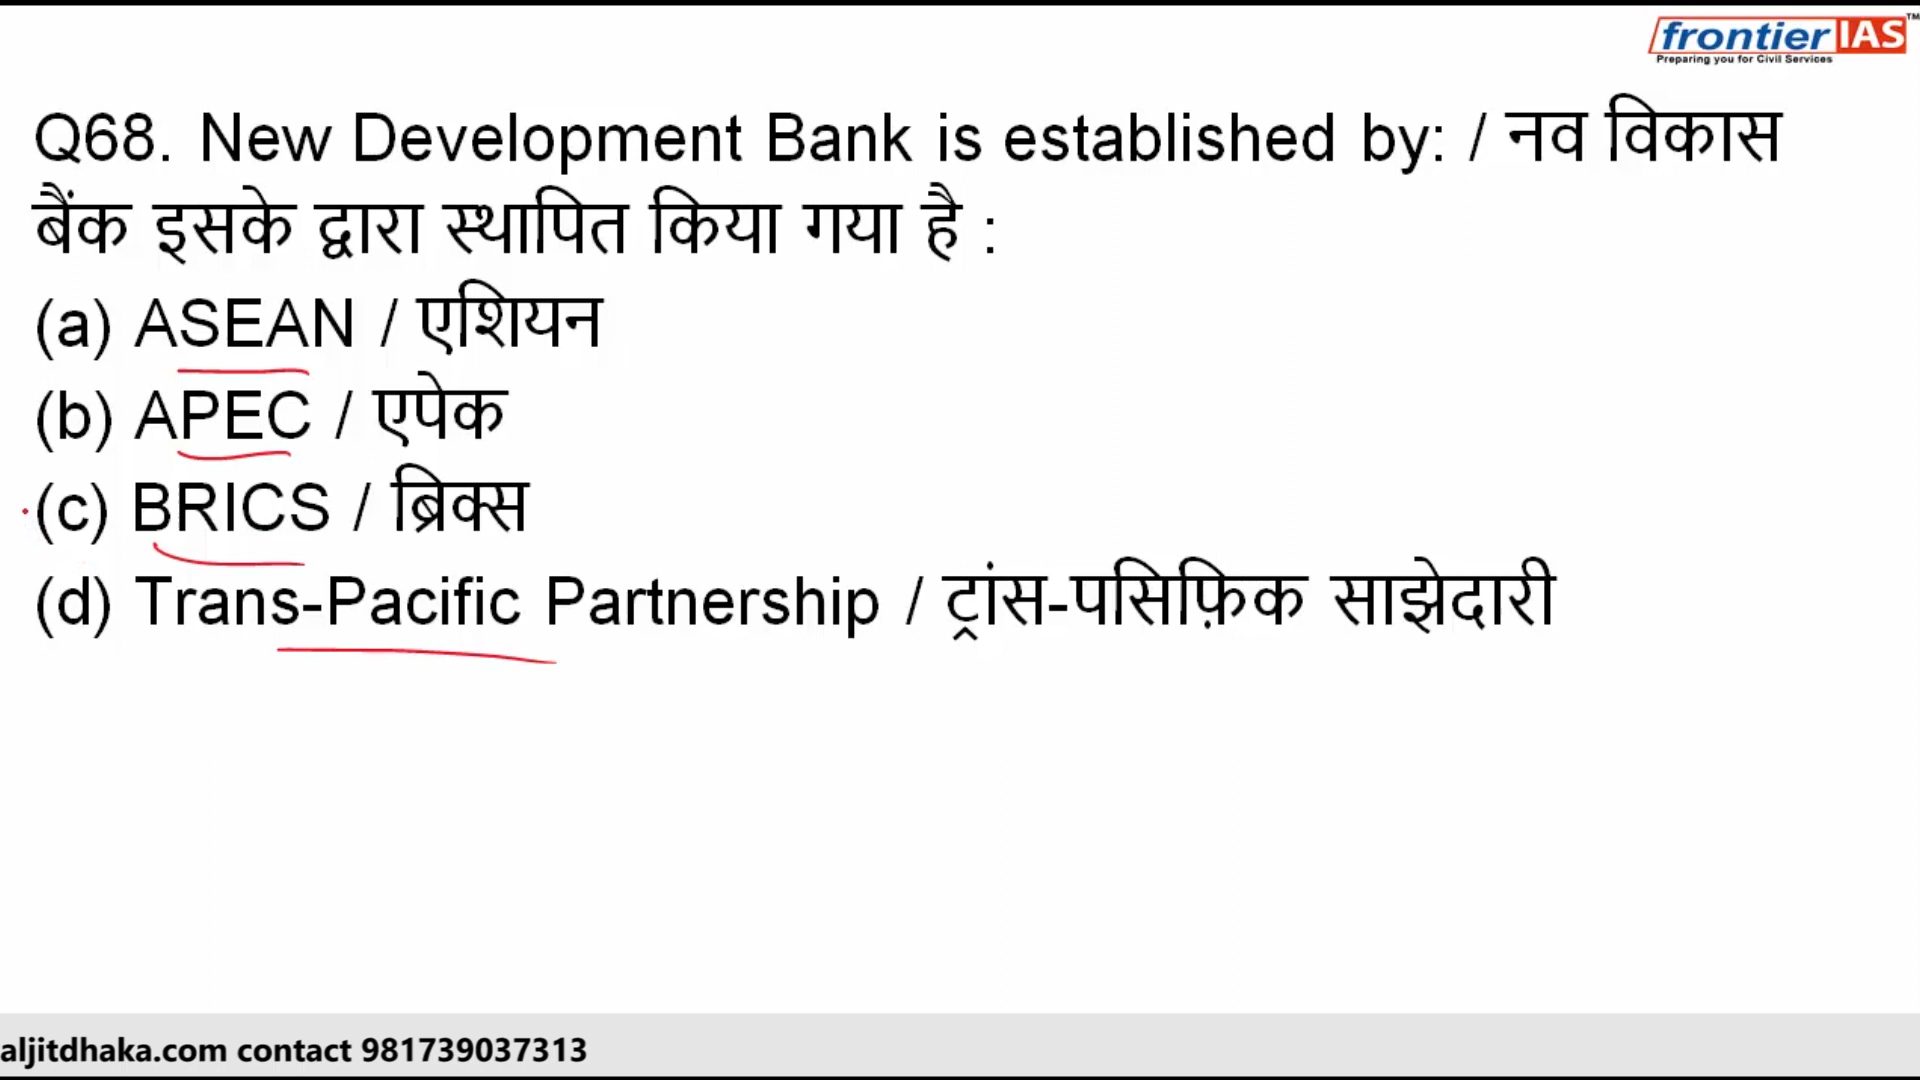 frontier IAS TM
Preparing you for Civil Services
Q68. New Development Bank is established by: / नव विकास
बैंक इसके द्वारा स्थापित किया गया है :
(a) ASEAN / एशियन
(b) APEC / एपेक
(c) BRICS / ब्रिक्स
(d) Trans-Pacific Partnership / ट्रांस-पसिफ़िक साझेदारी
aljitdhaka.com contact 981739037313